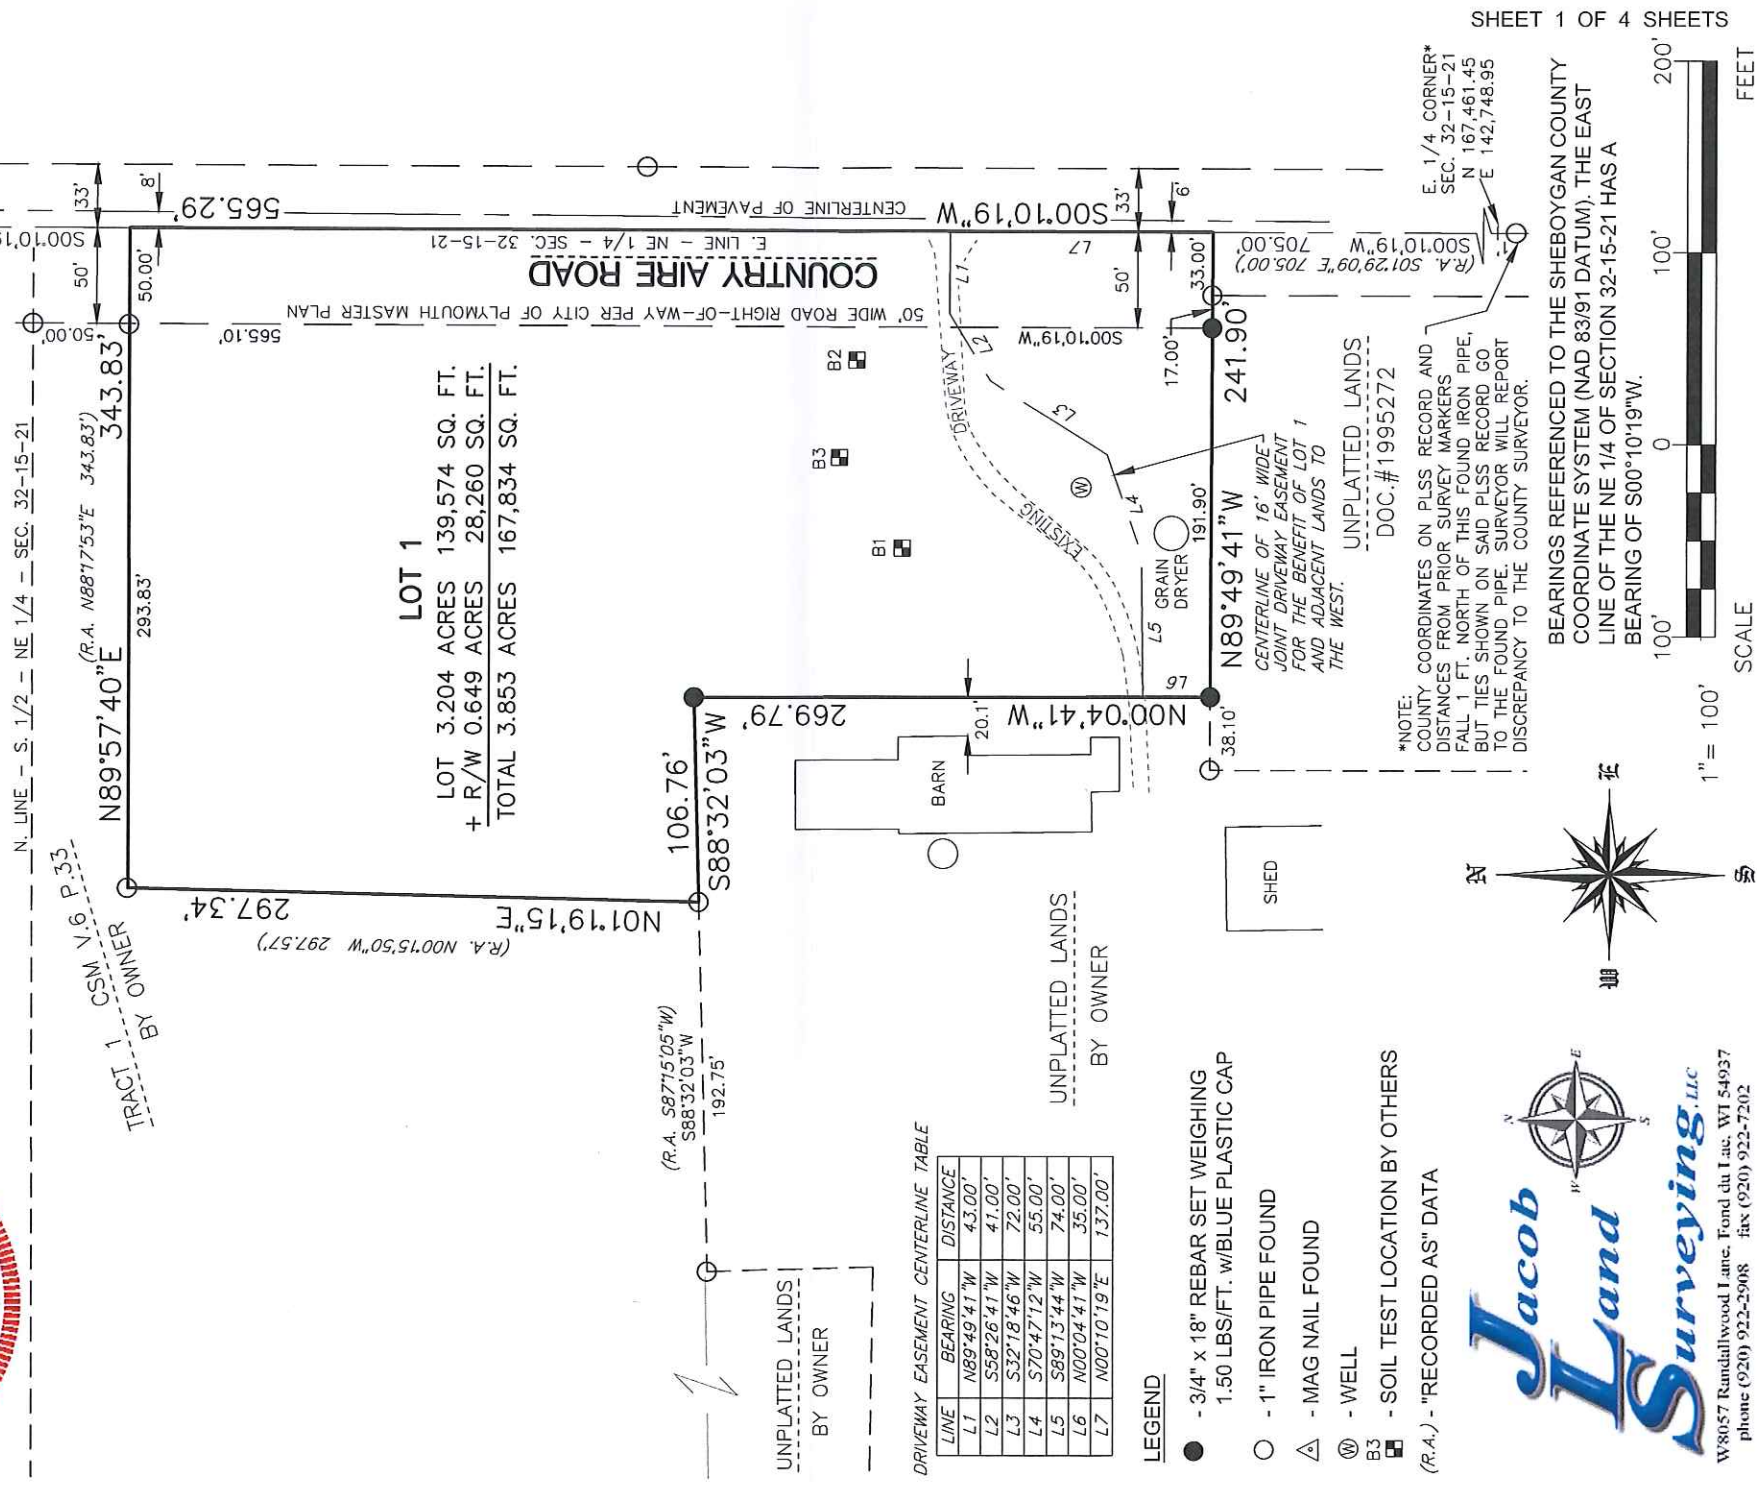 SHEET 1 OF 4 SHEETS
N. LINE - S. 1/2 - NE 1/4 - SEC. 32-15-21
TRACT 1 CSM V.6 P.33
BY OWNER
N89°57'40"E
343.83'
(R.A. N88°17'53"E 343.83')
293.83'
50.00'
50.00'
50'
33'
8'
S00°10'19
565.29'
565.10'
CENTERLINE OF PAVEMENT
S00°10'19"W
E. LINE - NE 1/4 - SEC. 32-15-21
COUNTRY AIRE ROAD
50' WIDE ROAD RIGHT-OF-WAY PER CITY OF PLYMOUTH MASTER PLAN
S00°10'19"W
LOT 1
LOT 3.204 ACRES 139,574 SQ. FT.
+ R/W 0.649 ACRES 28,260 SQ. FT.
TOTAL 3.853 ACRES 167,834 SQ. FT.
297.34'
N01°19'15"E
(R.A. N00°15'50"W 297.57')
106.76'
S88°32'03"W
(R.A. S87°15'05"W)
S88°32'03"W
192.75'
269.79'
N00°04'41"W
20.1'
BARN
SHED
B1
B2
B3
EXISTING
DRIVEWAY
L1
L2
L3
L4
L5
L6
L7
W
GRAIN
DRYER
191.90'
17.00'
33.00'
50'
33'
6'
N89°49'41"W
241.90'
38.10'
CENTERLINE OF 16' WIDE
JOINT DRIVEWAY EASEMENT
FOR THE BENEFIT OF LOT 1
AND ADJACENT LANDS TO
THE WEST.
UNPLATTED LANDS
DOC.#1995272
S00°10'19"W
705.00'
(R.A. S01°29'09"E 705.00')
1'
E. 1/4 CORNER*
SEC. 32-15-21
N 167,461.45
E 142,748.95
*NOTE:
COUNTY COORDINATES ON PLSS RECORD AND
DISTANCES FROM PRIOR SURVEY MARKERS
FALL 1 FT. NORTH OF THIS FOUND IRON PIPE,
BUT TIES SHOWN ON SAID PLSS RECORD GO
TO THE FOUND PIPE. SURVEYOR WILL REPORT
DISCREPANCY TO THE COUNTY SURVEYOR.
BEARINGS REFERENCED TO THE SHEBOYGAN COUNTY
COORDINATE SYSTEM (NAD 83/91 DATUM). THE EAST
LINE OF THE NE 1/4 OF SECTION 32-15-21 HAS A
BEARING OF S00°10'19"W.
100' 0 100' 200'
1"= 100' SCALE FEET
N
E
S
W
UNPLATTED LANDS
BY OWNER
UNPLATTED LANDS
BY OWNER
DRIVEWAY EASEMENT CENTERLINE TABLE
LINE BEARING DISTANCE
L1 N89°49'41"W 43.00'
L2 S58°26'41"W 41.00'
L3 S32°18'46"W 72.00'
L4 S70°47'12"W 55.00'
L5 S89°13'44"W 74.00'
L6 N00°04'41"W 35.00'
L7 N00°10'19"E 137.00'
LEGEND
- 3/4" x 18" REBAR SET WEIGHING
1.50 LBS/FT. w/BLUE PLASTIC CAP
- 1" IRON PIPE FOUND
- MAG NAIL FOUND
W - WELL
B3 - SOIL TEST LOCATION BY OTHERS
(R.A.) - "RECORDED AS" DATA
Jacob
Land
Surveying, LLC
N
E
S
W
W8057 Randallwood Lane, Fond du Lac, WI 54937
phone (920) 922-2908 fax (920) 922-7202